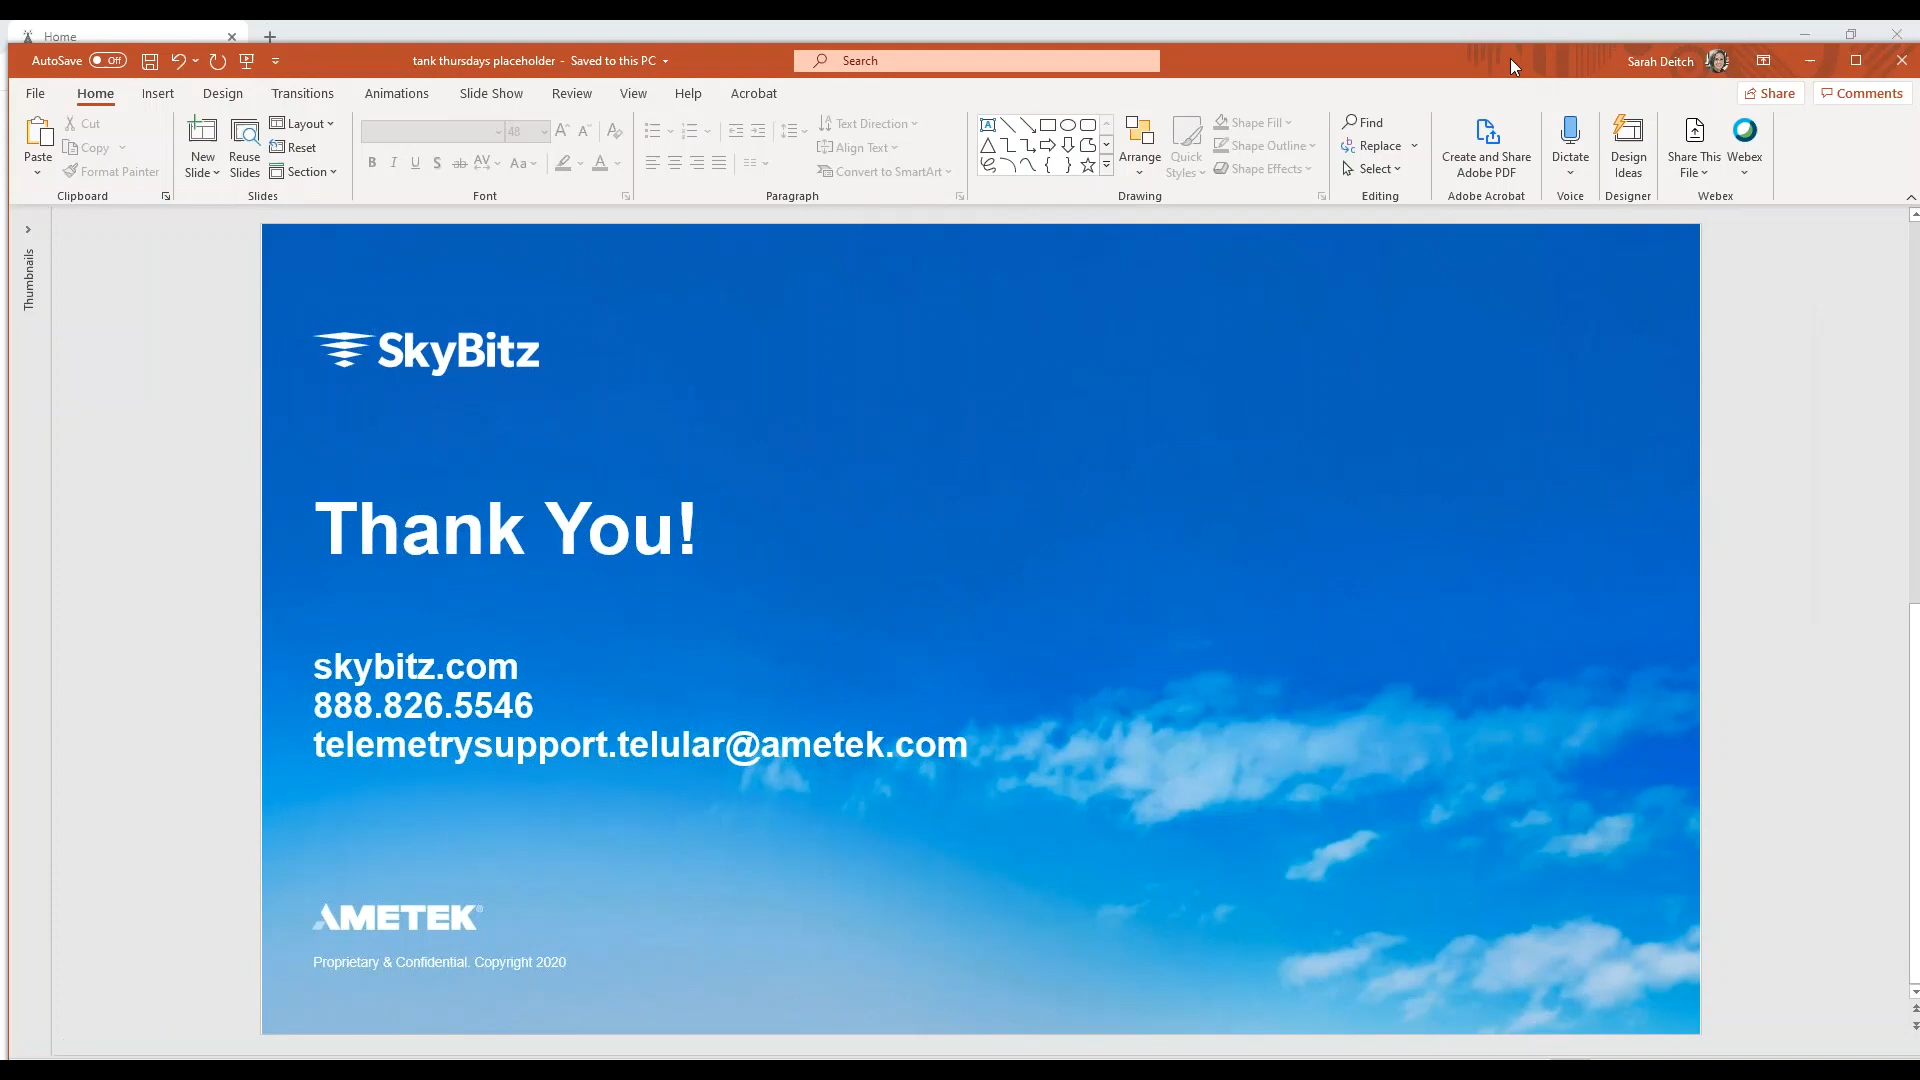 Home
AutoSave Off
tank thursdays placeholder - Saved to this PC
Search
Sarah Deitch
File Home Insert Design Transitions Animations Slide Show Review View Help Acrobat
Share Comments
Paste
Cut
Copy
Format Painter
Clipboard
New Slide
Reuse Slides
Layout
Reset
Section
Slides
48
Font
Text Direction
Align Text
Convert to SmartArt
Paragraph
Arrange
Quick Styles
Shape Fill
Shape Outline
Shape Effects
Drawing
Find
Replace
Select
Editing
Create and Share Adobe PDF
Adobe Acrobat
Dictate
Voice
Design Ideas
Designer
Share This File
Webex
Webex
Thumbnails
SkyBitz
Thank You!
skybitz.com
888.826.5546
telemetrysupport.telular@ametek.com
AMETEK®
Proprietary & Confidential. Copyright 2020